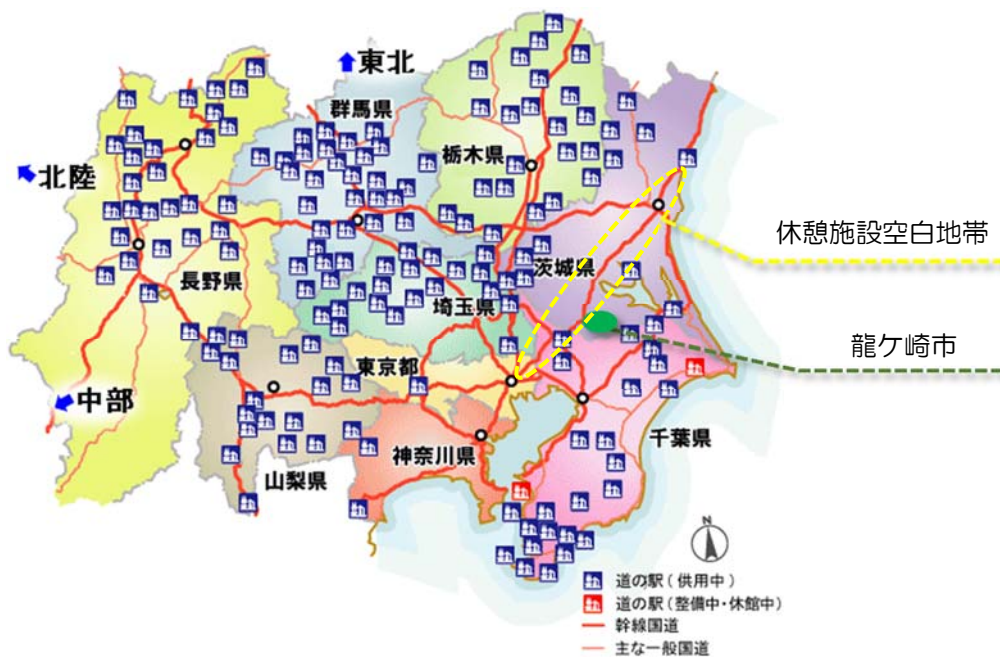 東北
群馬県
栃木県
北陸
休憩施設空白地帯
茨城県
長野県
埼玉県
龍ケ崎市
東京都
中部
千葉県
神奈川県
山梨県
N
道の駅(供用中)
道の駅(整備中・休館中)
幹線国道
主な一般国道